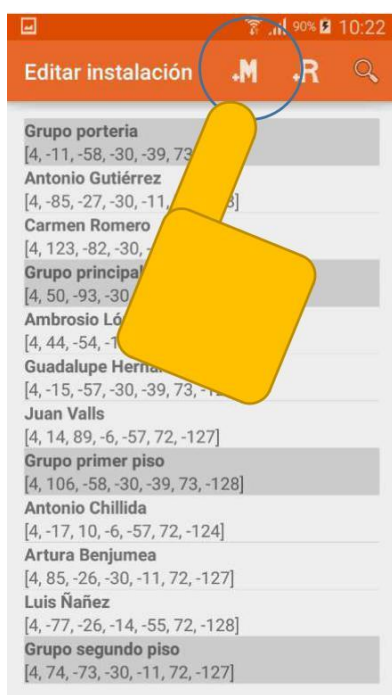 90% 10:22
Editar instalación +M +R
Grupo porteria
[4, -11, -58, -30, -39, 73
Antonio Gutiérrez
[4, -85, -27, -30, -11,
Carmen Romero
[4, 123, -82, -30,
Grupo principal
[4, 50, -93, -30
Ambrosio
[4, 44, -54,
Guadalupe
[4, -15, -57, -30, -39, 73,
Juan Valls
[4, 14, 89, -6, -57, 72, -127]
Grupo primer piso
[4, 106, -58, -30, -39, 73, -128]
Antonio Chillida
[4, -17, 10, -6, -57, 72, -124]
Artura Benjumea
[4, 85, -26, -30, -11, 72, -127]
Luis Ñañez
[4, -77, -26, -14, -55, 72, -128]
Grupo segundo piso
[4, 74, -73, -30, -11, 72, -127]